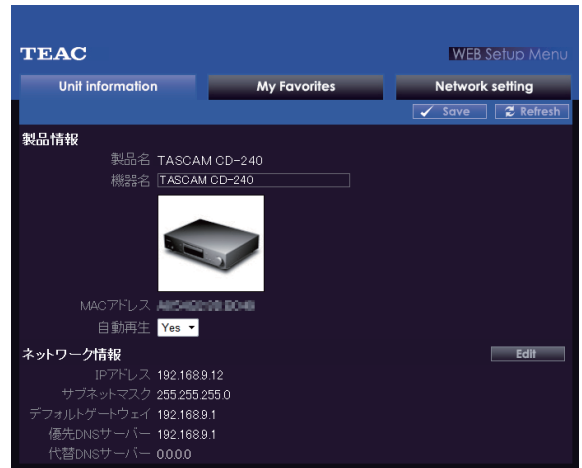 TEAC
WEB Setup Menu
Unit information My Favorites Network setting
Save Refresh
製品情報
製品名 TASCAM CD-240
機器名 TASCAM CD-240
MACアドレス
自動再生 Yes
ネットワーク情報 Edit
IPアドレス 192.168.9.12
サブネットマスク 255.255.255.0
デフォルトゲートウェイ 192.168.9.1
優先DNSサーバー 192.168.9.1
代替DNSサーバー 0.0.0.0